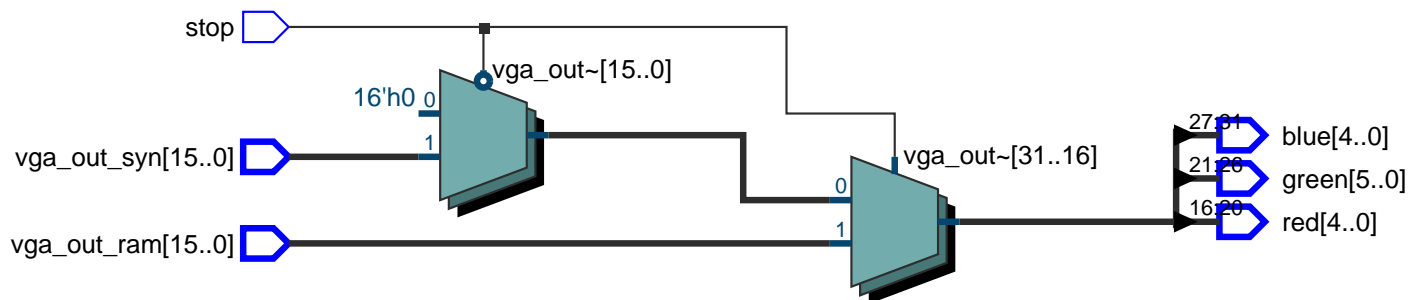 stop
vga_out~[15..0]
16'h0
0
1
vga_out_syn[15..0]
vga_out_ram[15..0]
vga_out~[31..16]
0
1
27:31
blue[4..0]
21:26
green[5..0]
16:20
red[4..0]